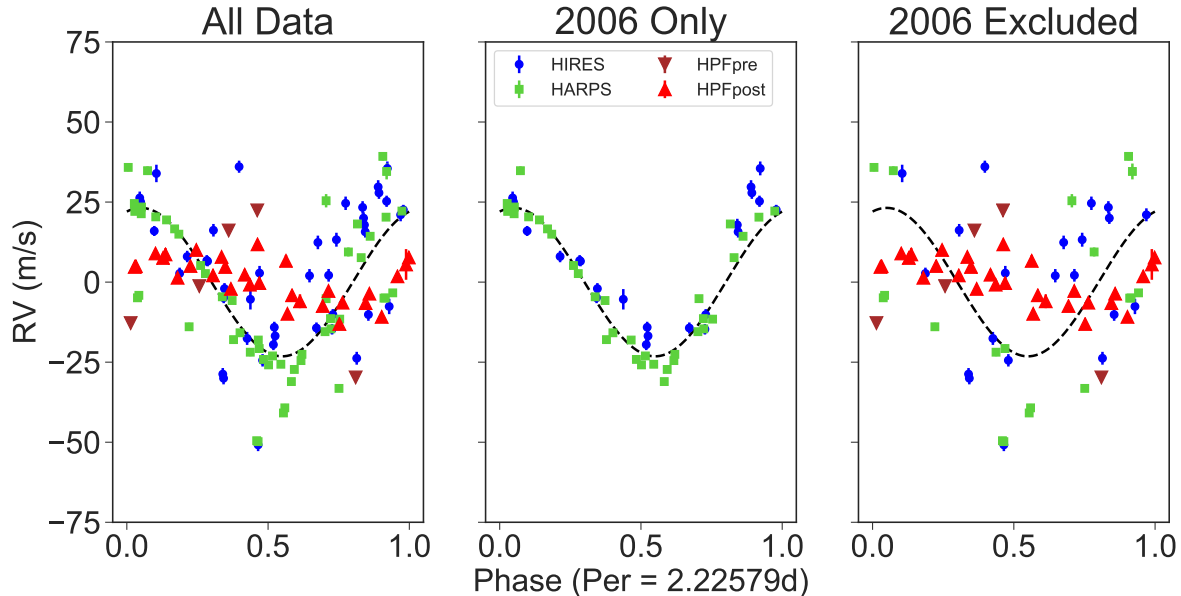 All Data
2006 Only
2006 Excluded
RV (m/s)
75
50
25
0
−25
−50
−75
HIRES
HARPS
HPFpre
HPFpost
0.0 0.5 1.0
0.0 0.5 1.0
0.0 0.5 1.0
Phase (Per = 2.22579d)